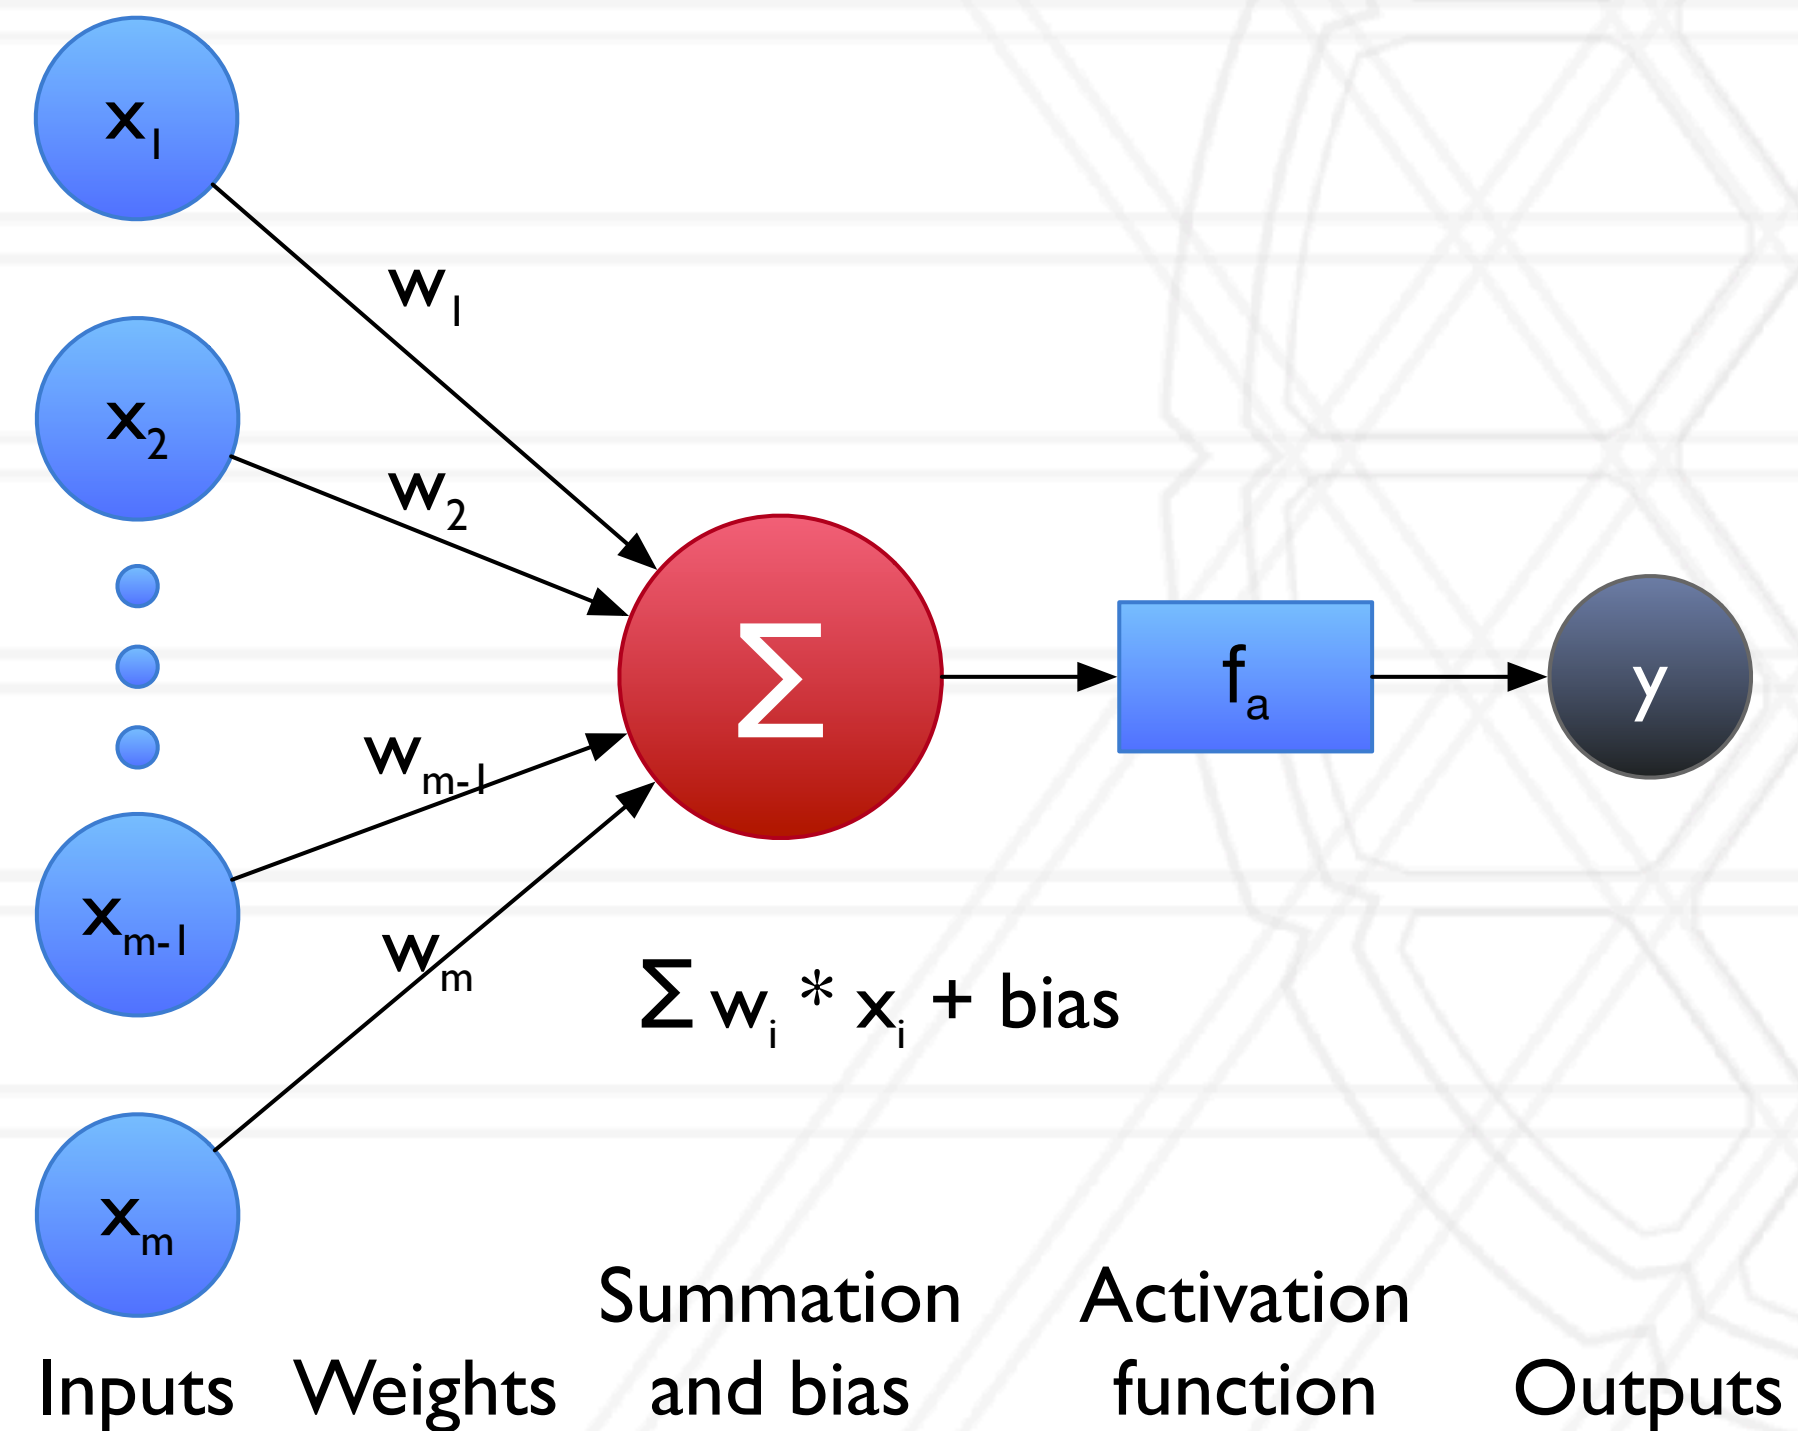 x₁
w₁
x₂
w₂
Σ
fₐ
y
wₘ₋₁
xₘ₋₁
wₘ
Σ wᵢ * xᵢ + bias
xₘ
Inputs
Weights
Summation
and bias
Activation
function
Outputs